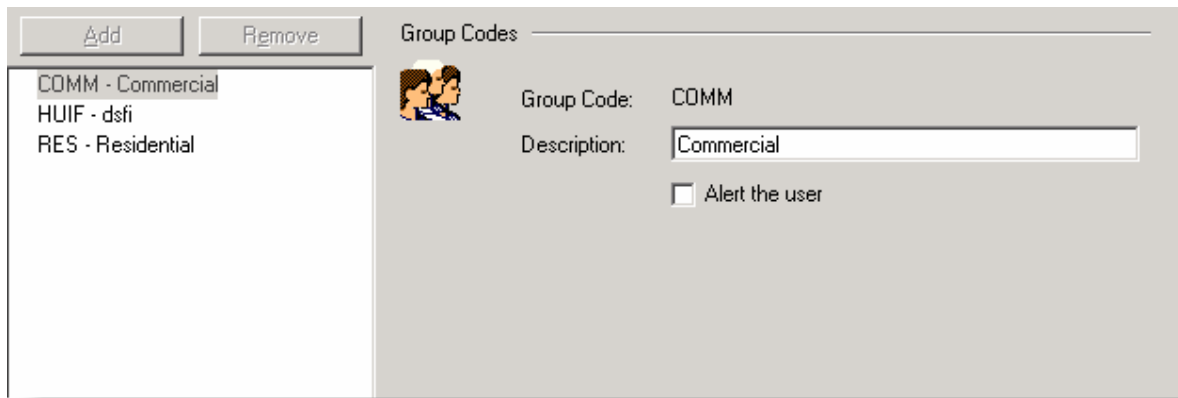 Add Remove
COMM - Commercial
HUIF - dsfi
RES - Residential
Group Codes
Group Code: COMM
Description: Commercial
Alert the user